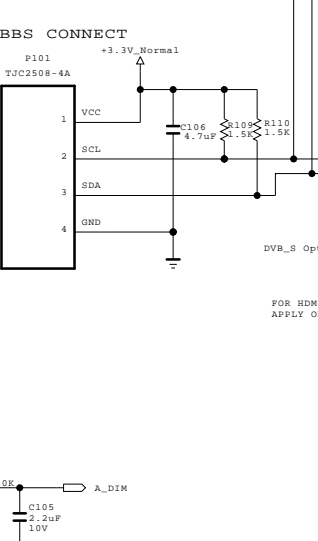 BBS CONNECT
+3.3V_Normal
P101
TJC2508-4A
1 VCC
C106
4.7uF
R109
1.5K
R110
1.5K
2 SCL
3 SDA
4 GND
DVB_S Op
FOR HDM
APPLY O
0K
A_DIM
C105
2.2uF
10V